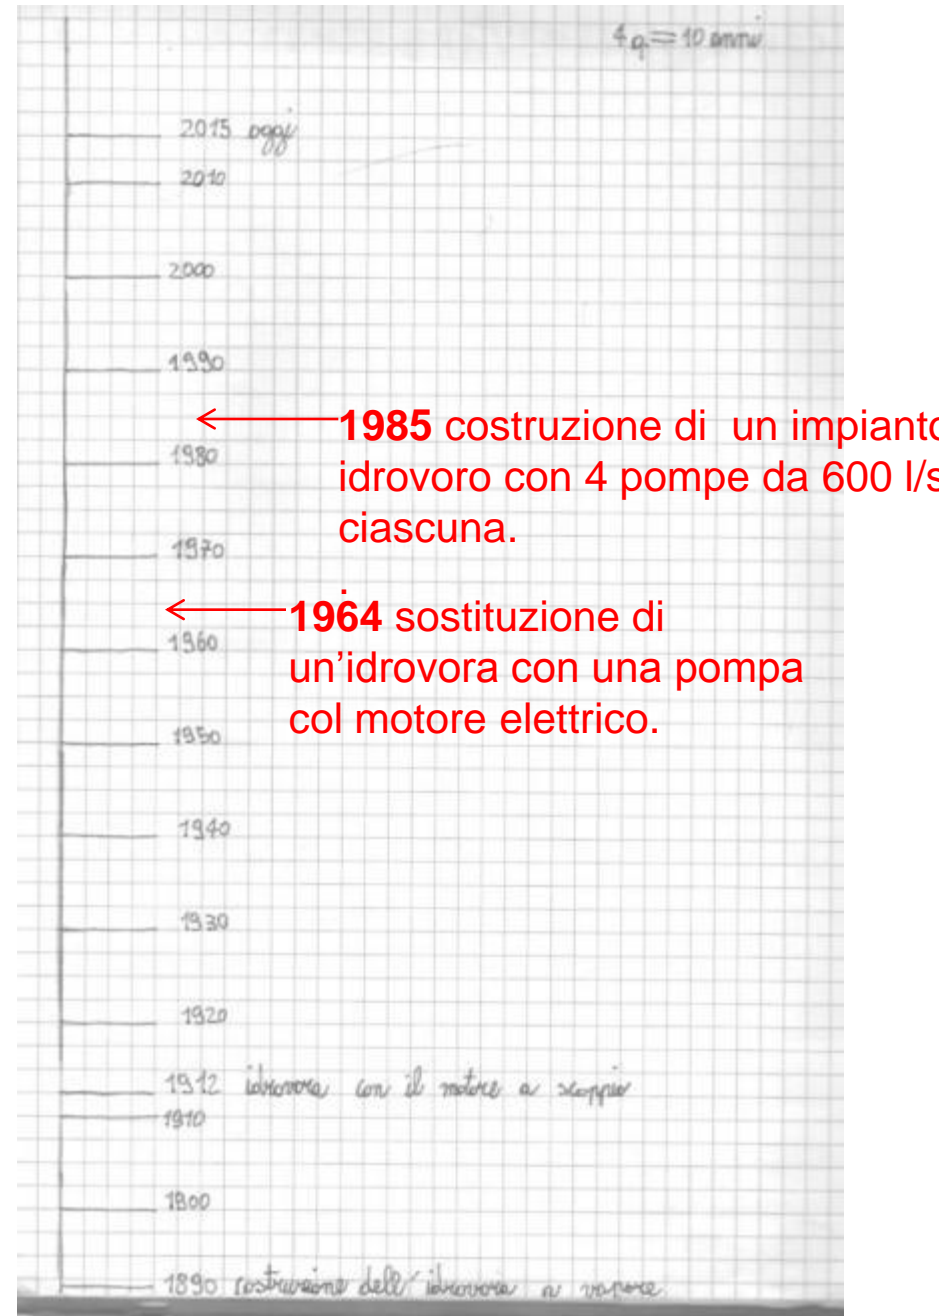 4 q. = 10 anni
2015 oggi
2010
2000
1990
1985 costruzione di un impianto
1980
idrovoro con 4 pompe da 600 l/s
ciascuna.
1970
.
1964 sostituzione di
1960
un’idrovora con una pompa
col motore elettrico.
1950
1940
1930
1920
1912 idrovora con il motore a scoppio
1910
1900
1890 costruzione dell' idrovora a vapore